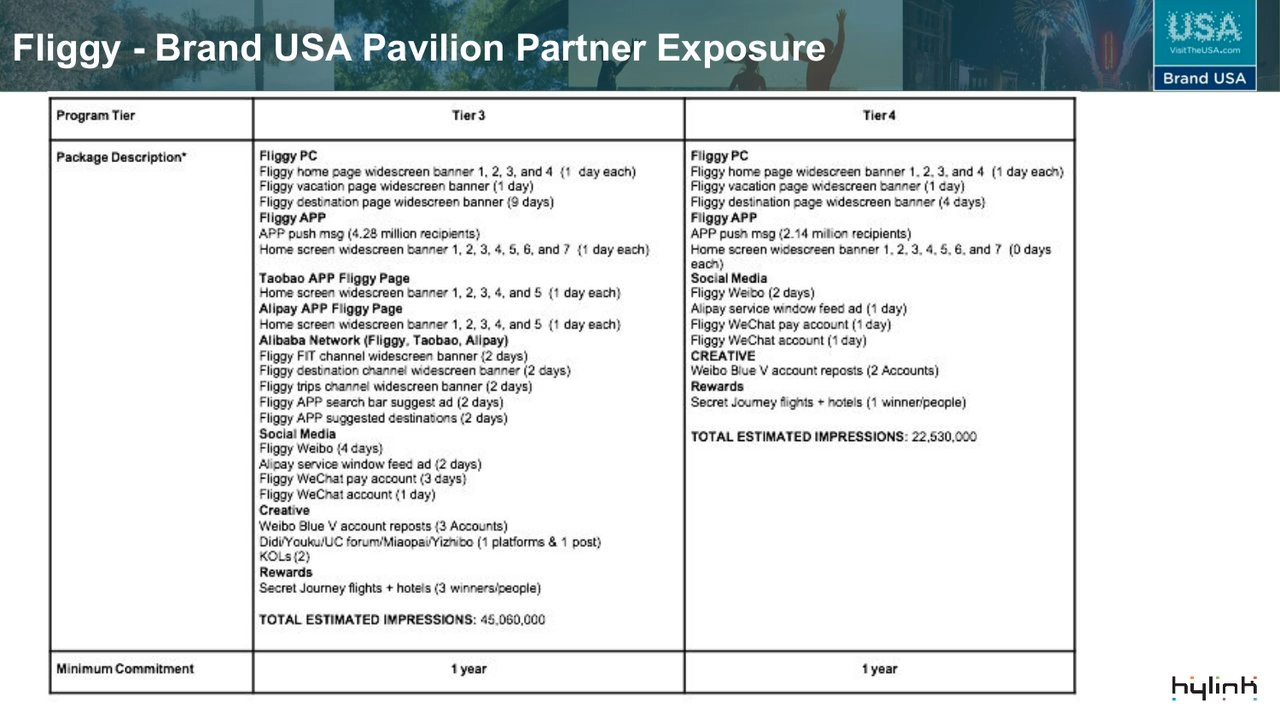 Fliggy - Brand USA Pavilion Partner Exposure
USA
VisitTheUSA.com
Brand USA
Program Tier
Tier 3
Tier 4
Package Description*
Fliggy PC
Fliggy home page widescreen banner 1, 2, 3, and 4 (1 day each)
Fliggy vacation page widescreen banner (1 day)
Fliggy destination page widescreen banner (9 days)
Fliggy APP
APP push msg (4.28 million recipients)
Home screen widescreen banner 1, 2, 3, 4, 5, 6, and 7 (1 day each)
Taobao APP Fliggy Page
Home screen widescreen banner 1, 2, 3, 4, and 5 (1 day each)
Alipay APP Fliggy Page
Home screen widescreen banner 1, 2, 3, 4, and 5 (1 day each)
Alibaba Network (Fliggy, Taobao, Alipay)
Fliggy FIT channel widescreen banner (2 days)
Fliggy destination channel widescreen banner (2 days)
Fliggy trips channel widescreen banner (2 days)
Fliggy APP search bar suggest ad (2 days)
Fliggy APP suggested destinations (2 days)
Social Media
Fliggy Weibo (4 days)
Alipay service window feed ad (2 days)
Fliggy WeChat pay account (3 days)
Fliggy WeChat account (1 day)
Creative
Weibo Blue V account reposts (3 Accounts)
Didi/Youku/UC forum/Miaopai/Yizhibo (1 platforms & 1 post)
KOLs (2)
Rewards
Secret Journey flights + hotels (3 winners/people)
TOTAL ESTIMATED IMPRESSIONS: 45,060,000
Fliggy PC
Fliggy home page widescreen banner 1, 2, 3, and 4 (1 day each)
Fliggy vacation page widescreen banner (1 day)
Fliggy destination page widescreen banner (4 days)
Fliggy APP
APP push msg (2.14 million recipients)
Home screen widescreen banner 1, 2, 3, 4, 5, 6, and 7 (0 days
each)
Social Media
Fliggy Weibo (2 days)
Alipay service window feed ad (1 day)
Fliggy WeChat pay account (1 day)
Fliggy WeChat account (1 day)
CREATIVE
Weibo Blue V account reposts (2 Accounts)
Rewards
Secret Journey flights + hotels (1 winner/people)
TOTAL ESTIMATED IMPRESSIONS: 22,530,000
Minimum Commitment
1 year
1 year
hylink